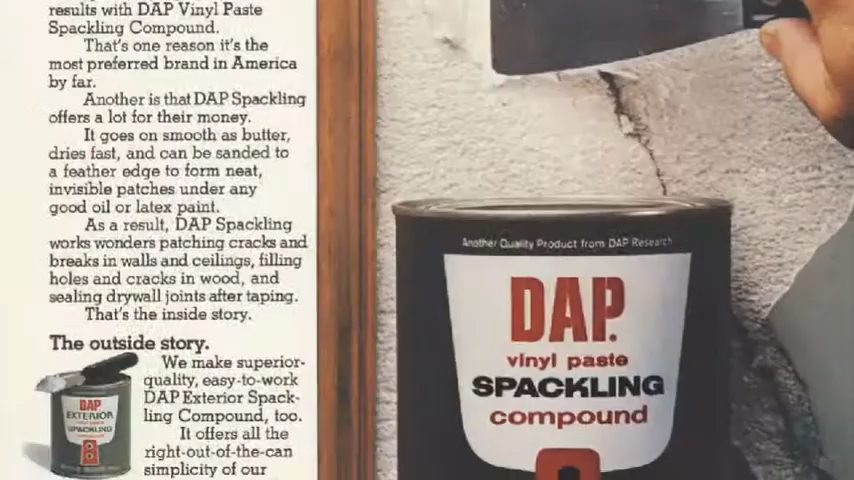 results with DAP Vinyl Paste
Spackling Compound.
That's one reason it's the
most preferred brand in America
by far.
Another is that DAP Spackling
offers a lot for their money.
It goes on smooth as butter,
dries fast, and can be sanded to
a feather edge to form neat,
invisible patches under any
good oil or latex paint.
As a result, DAP Spackling
works wonders patching cracks and
breaks in walls and ceilings, filling
holes and cracks in wood, and
sealing drywall joints after taping.
That's the inside story.
The outside story.
We make superior-
quality, easy-to-work
DAP Exterior Spack-
ling Compound, too.
It offers all the
right-out-of-the-can
simplicity of our
DAP
EXTERIOR
SPACKLING
Another Quality Product from DAP Research
DAP.
vinyl paste
SPACKLING
compound